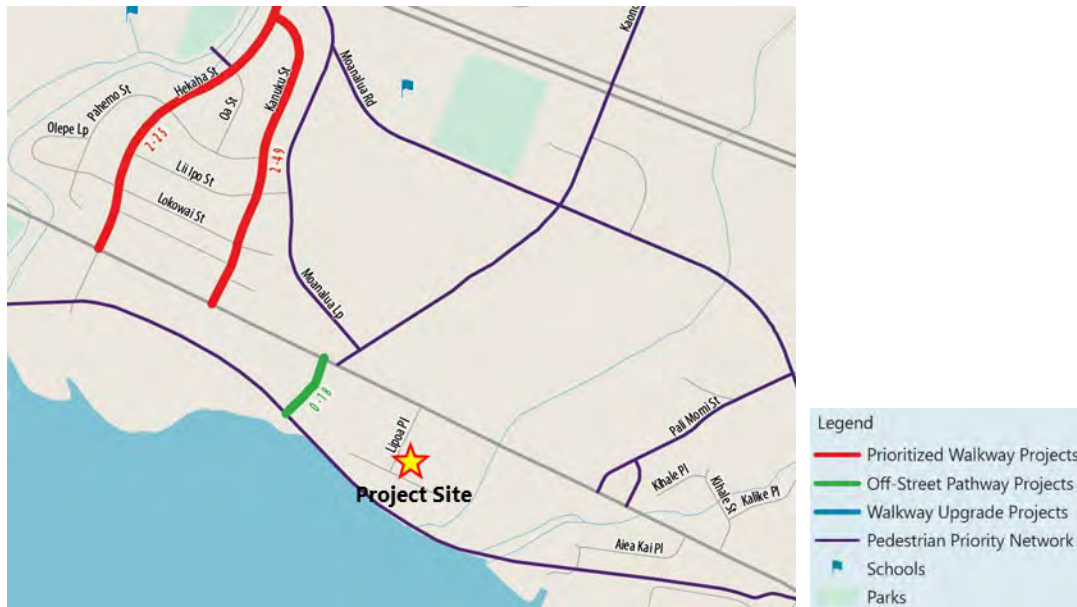 Kaono
Hekaha St
Moanalua Rd
Kanuku St
Pahemo St
Oa St
Olepe Lp
2-25
2-49
Lii Ipo St
Lokowai St
Moanalua Lp
0-18
Lipoa Pl
Project Site
Pali Momi St
Kihale Pl
Kihale St
Kalike Pl
Aiea Kai Pl
Legend
Prioritized Walkway Projects
Off-Street Pathway Projects
Walkway Upgrade Projects
Pedestrian Priority Network
Schools
Parks